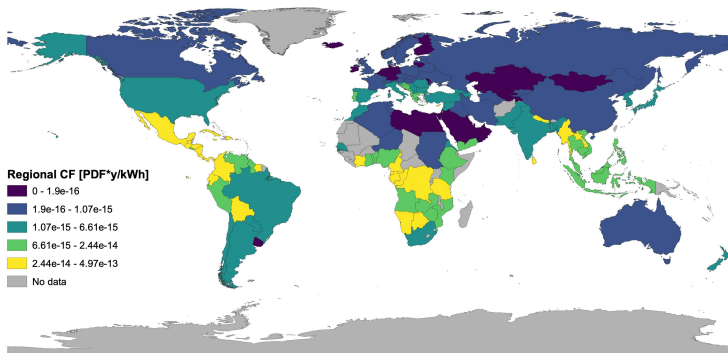 Regional CF [PDF*y/kWh]
0 - 1.9e-16
1.9e-16 - 1.07e-15
1.07e-15 - 6.61e-15
6.61e-15 - 2.44e-14
2.44e-14 - 4.97e-13
No data